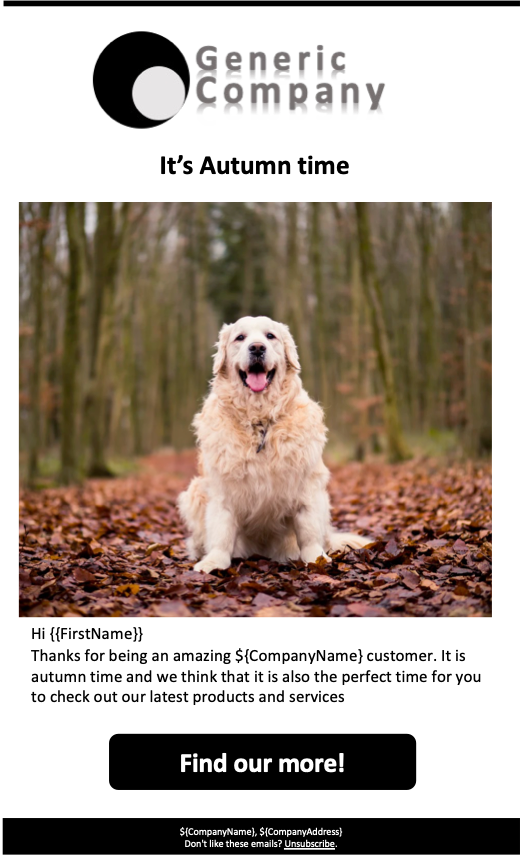 Generic
Company
It’s Autumn time
Hi {{FirstName}}
Thanks for being an amazing ${CompanyName} customer. It is
autumn time and we think that it is also the perfect time for you
to check out our latest products and services
Find our more!
${CompanyName}, ${CompanyAddress}
Don't like these emails? Unsubscribe.